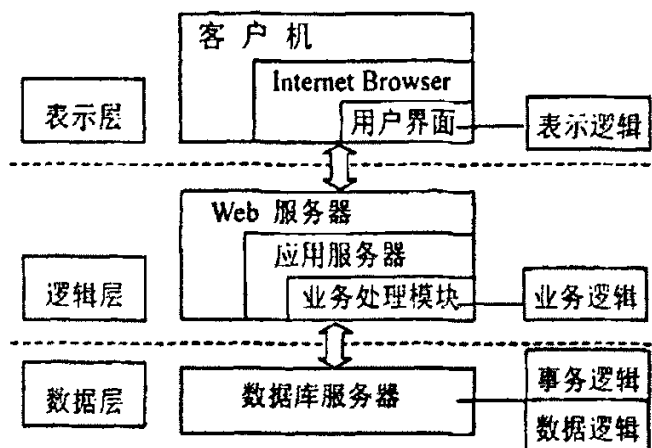 客户机
Internet Browser
表示层
用户界面
表示逻辑
Web 服务器
应用服务器
逻辑层
业务处理模块
业务逻辑
数据层
数据库服务器
事务逻辑
数据逻辑